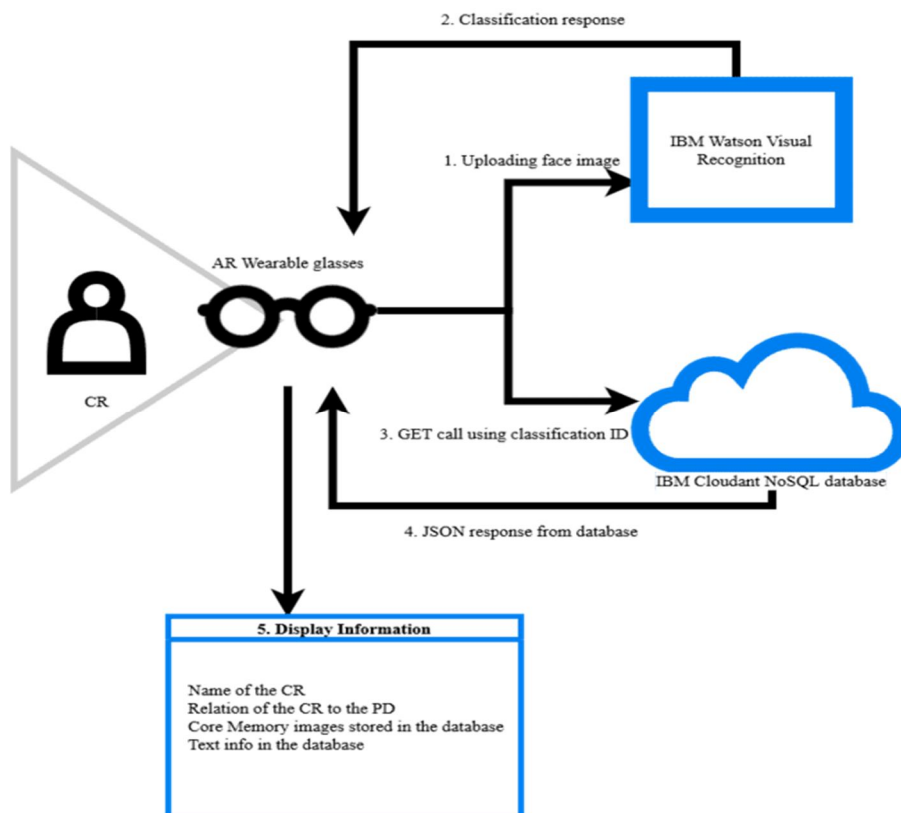 2. Classification response
IBM Watson Visual
Recognition
1. Uploading face image
AR Wearable glasses
CR
3. GET call using classification ID
IBM Cloudant NoSQL database
4. JSON response from database
5. Display Information
Name of the CR
Relation of the CR to the PD
Core Memory images stored in the database
Text info in the database